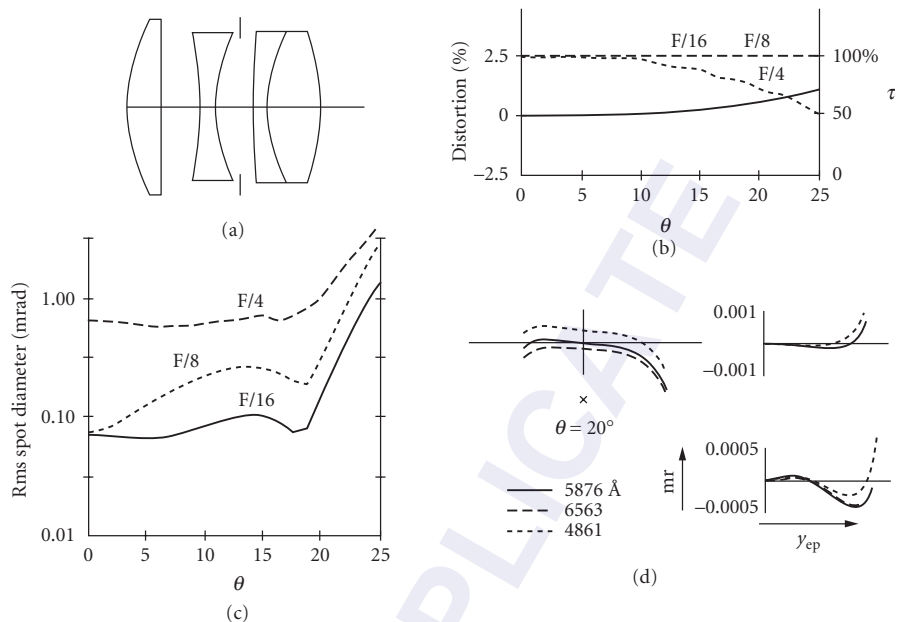 (a)
Distortion (%)
2.5
0
−2.5
F/16
F/8
F/4
100%
50
0
τ
0
5
10
15
20
25
θ
(b)
Rms spot diameter (mrad)
1.00
0.10
0.01
F/4
F/8
F/16
0
5
10
15
20
25
θ
(c)
θ = 20°
5876 Å
6563
4861
0.001
−0.001
mr
0.0005
−0.0005
y_ep
(d)
PLICATE